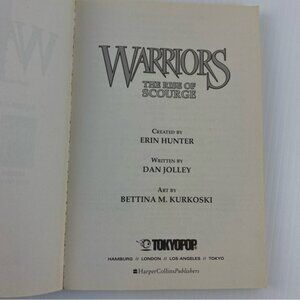 WARRIORS
THE RISE OF
SCOURGE
CREATED BY
ERIN HUNTER
WRITTEN BY
DAN JOLLEY
ART BY
BETTINA M. KURKOSKI
TOKYOPOP
HAMBURG // LONDON // LOS ANGELES // TOKYO
HarperCollinsPublishers